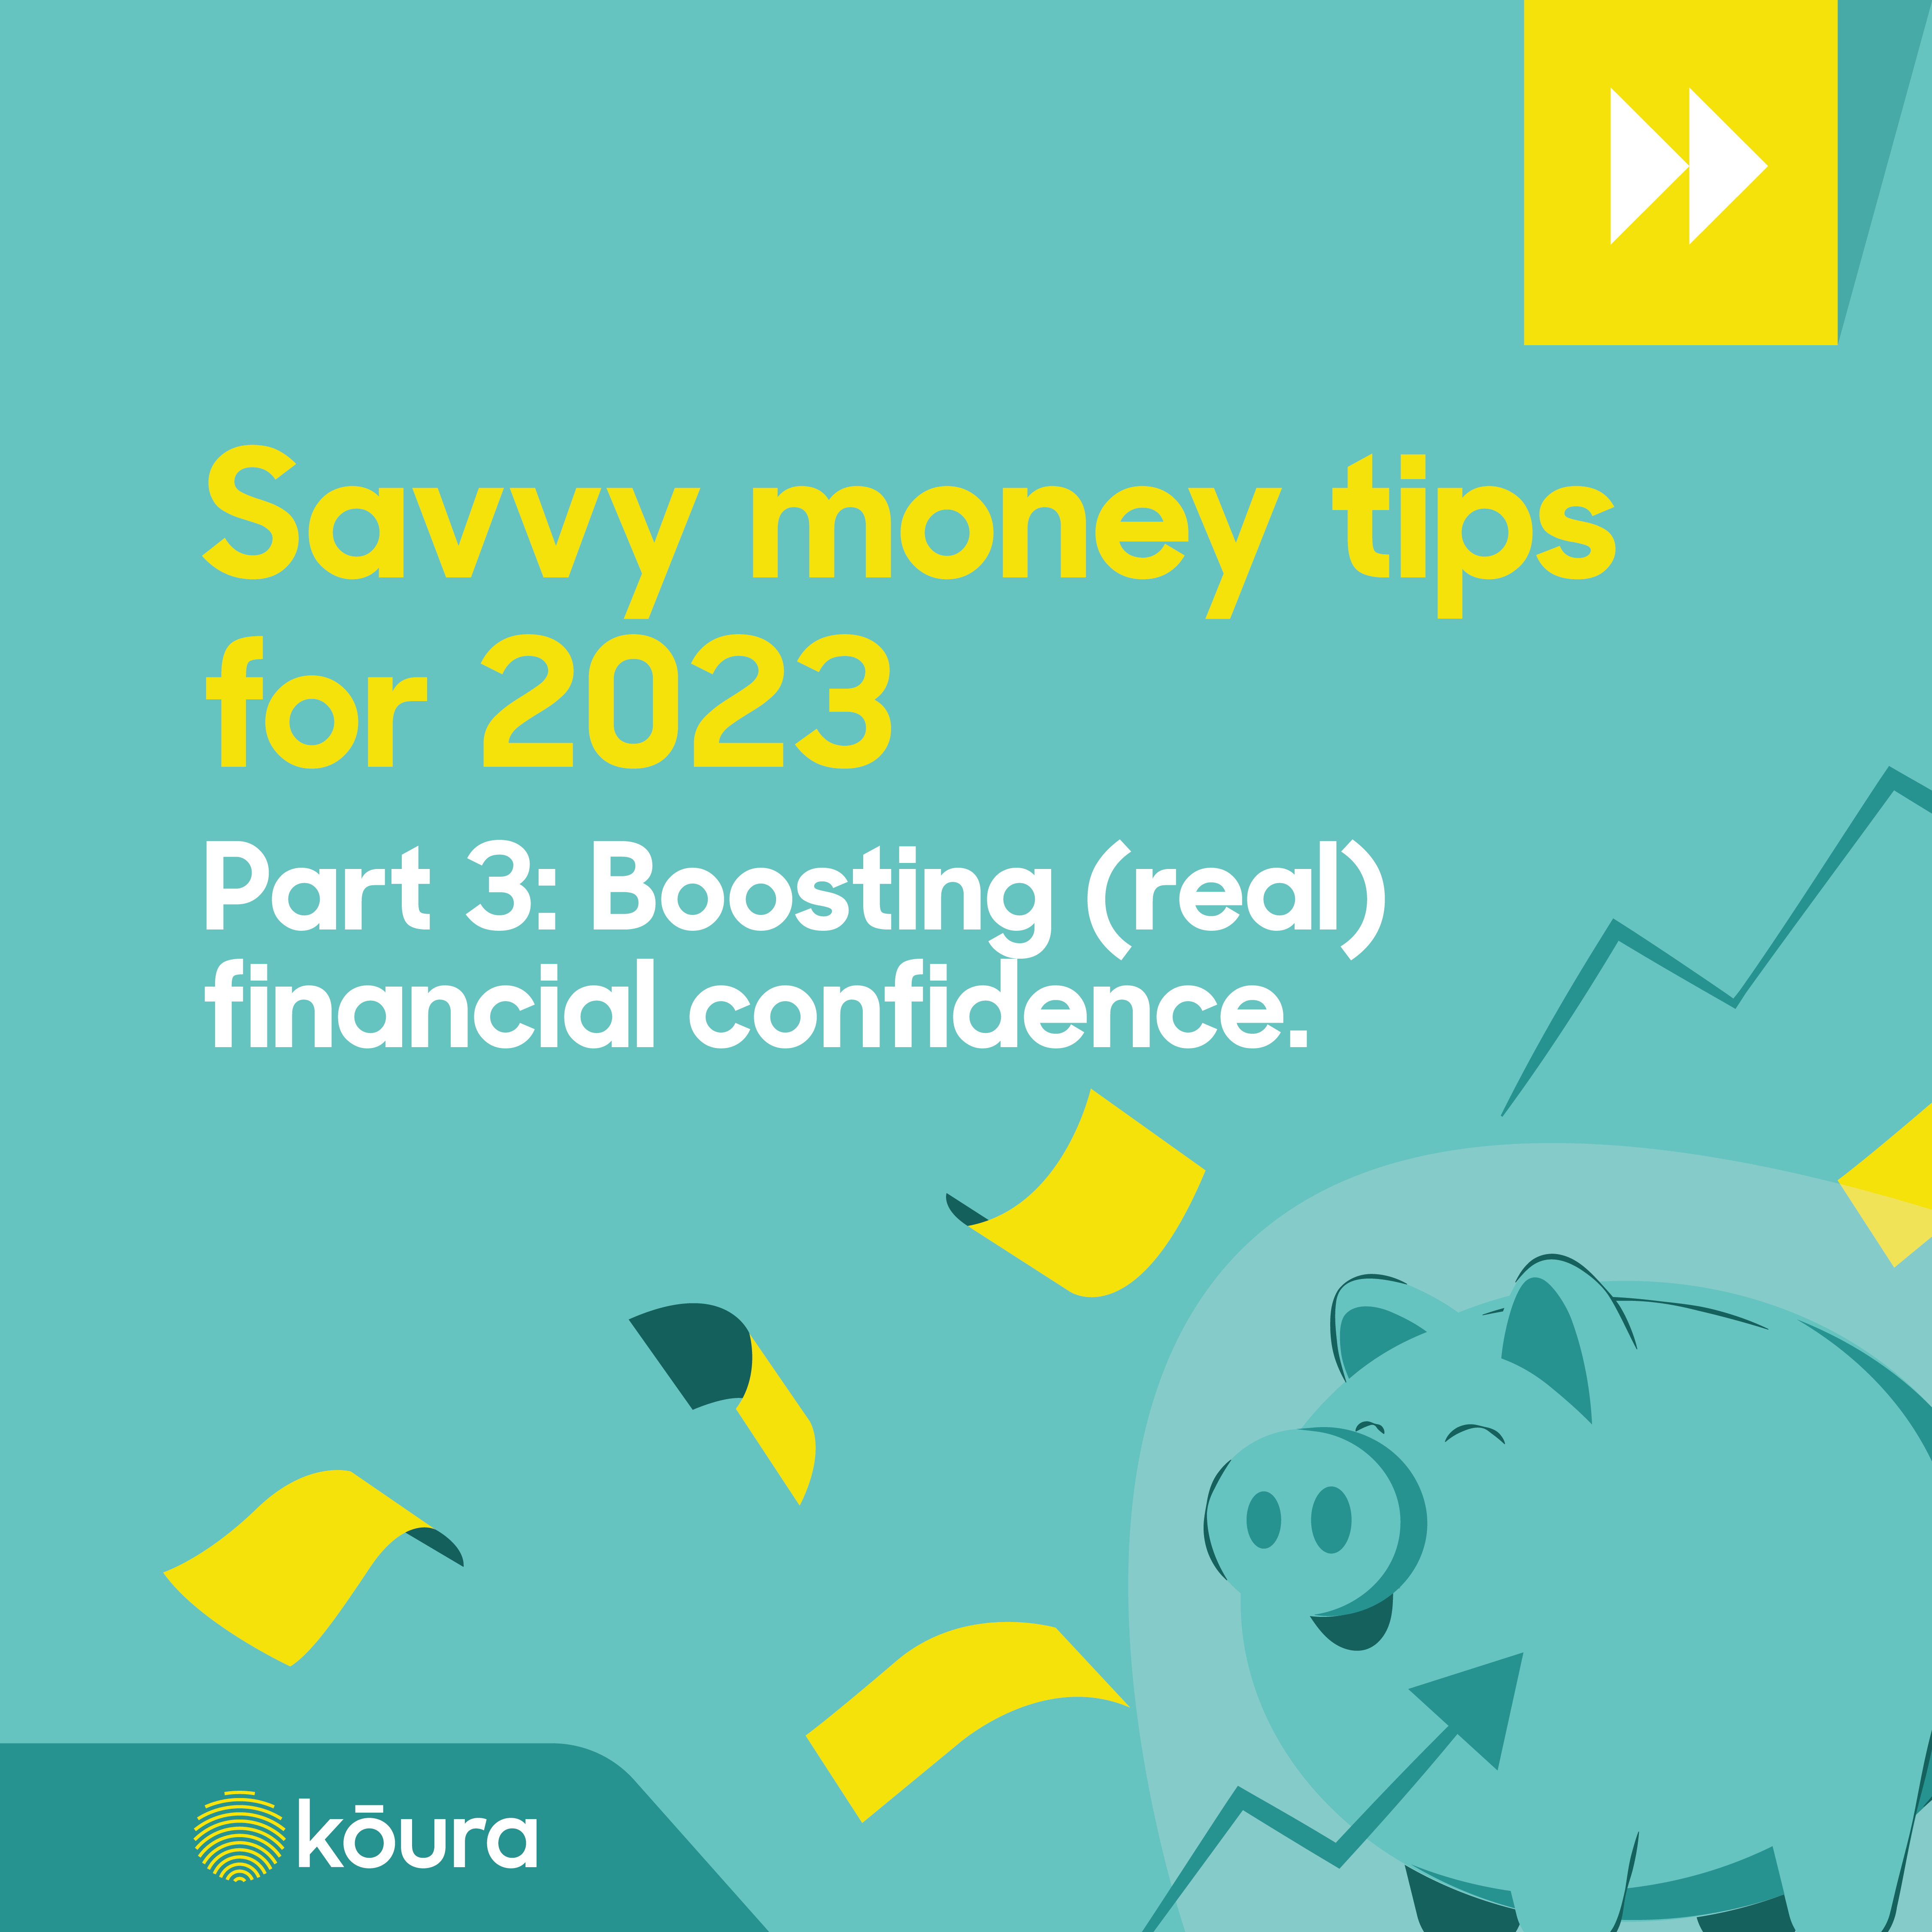 Savvy money tips
for 2023
Part 3: Boosting (real)
financial confidence.
kōura